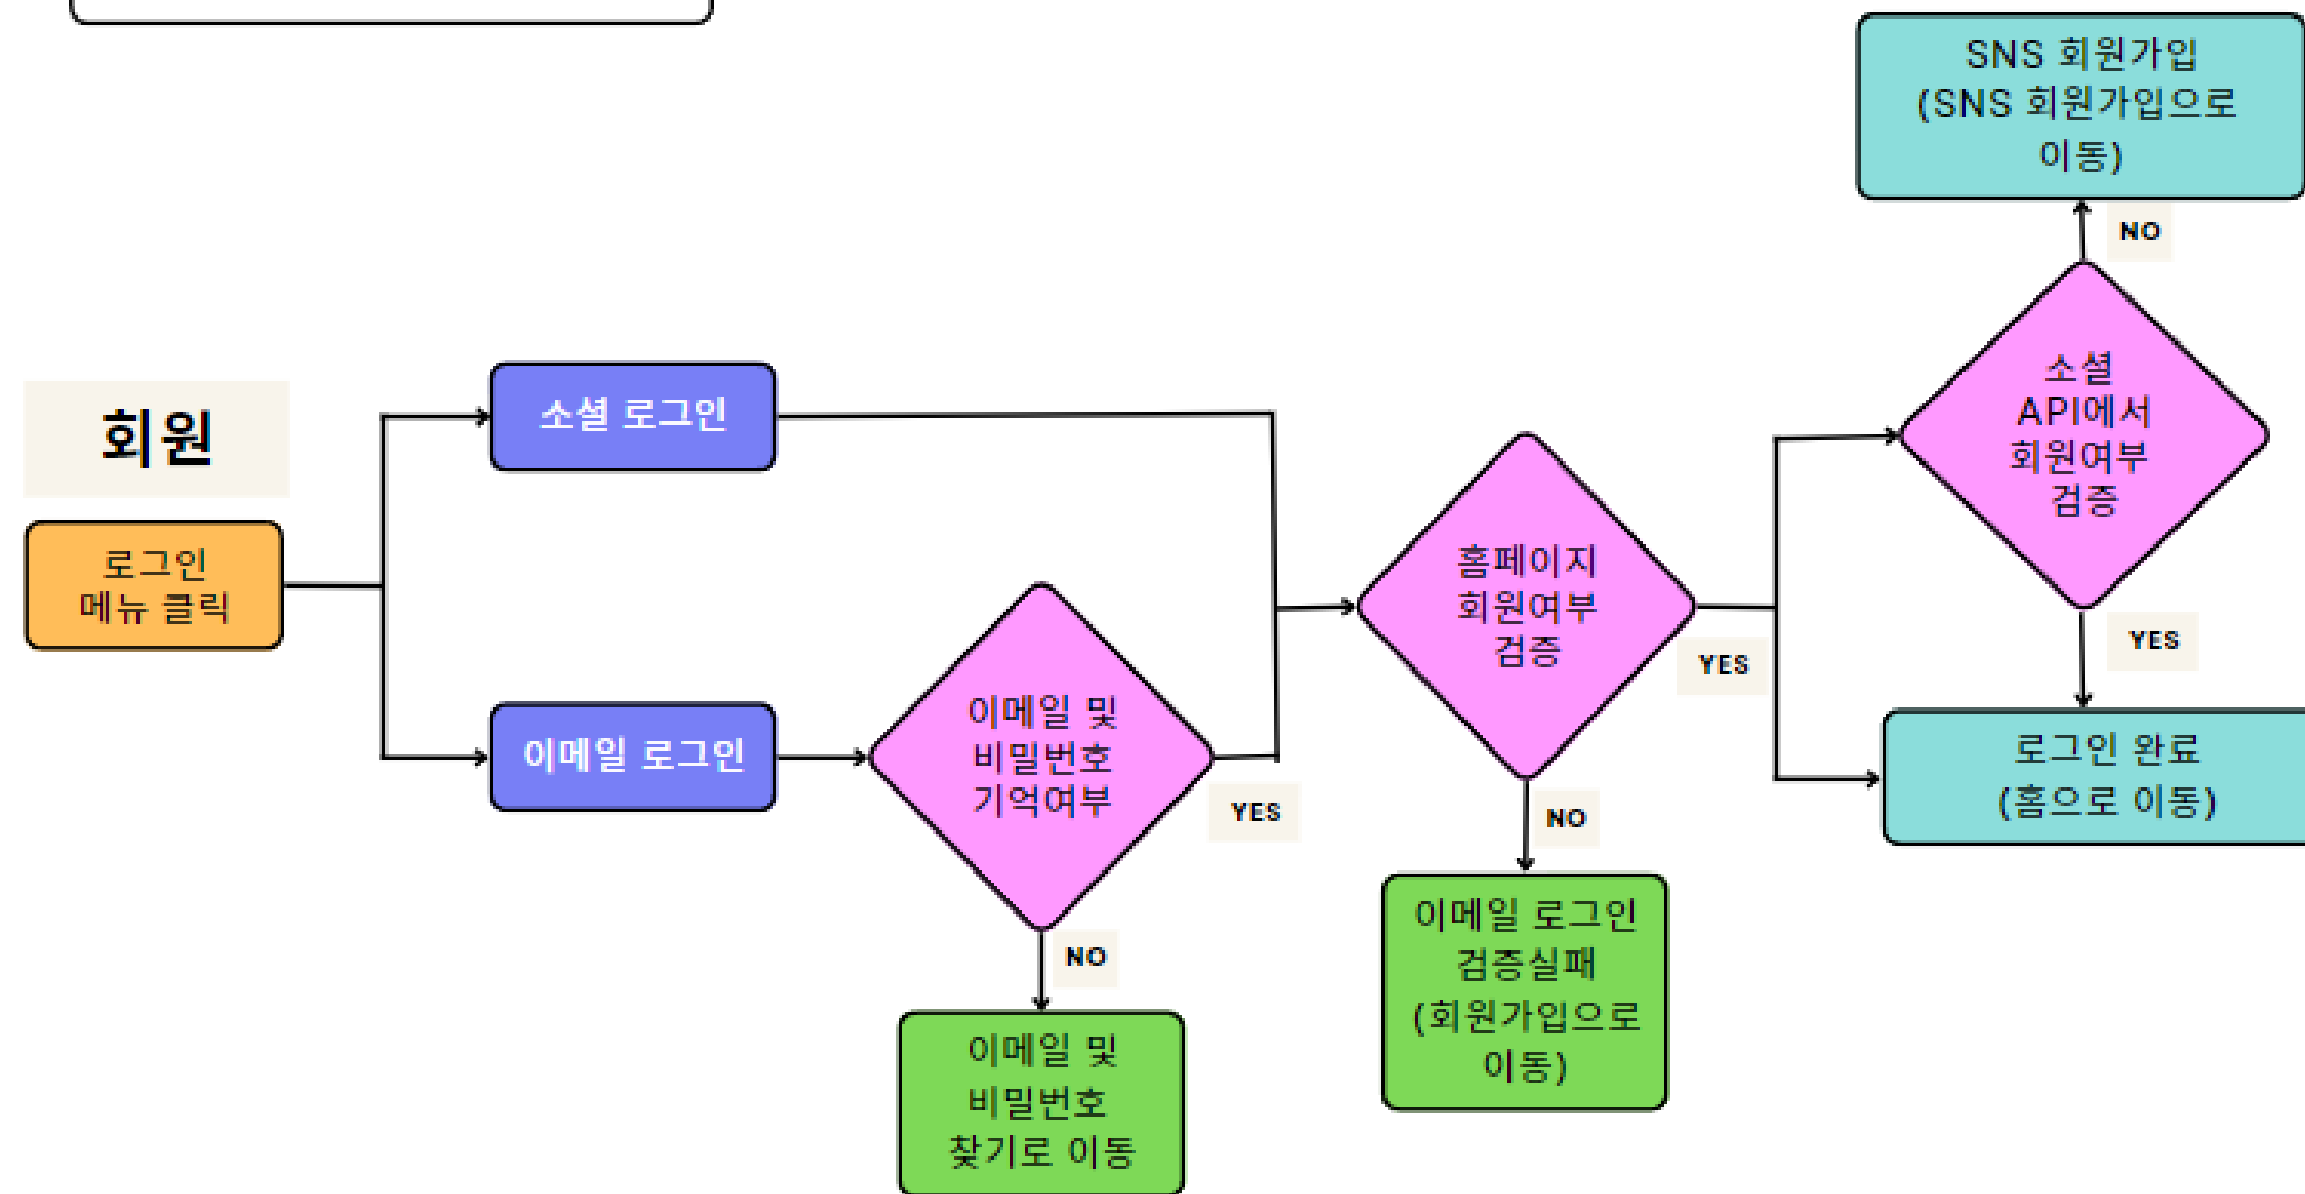 회원
로그인
메뉴 클릭
소셜 로그인
이메일 로그인
이메일 및
비밀번호
기억여부
YES
NO
이메일 및
비밀번호
찾기로 이동
홈페이지
회원여부
검증
YES
NO
이메일 로그인
검증실패
(회원가입으로
이동)
소셜
API에서
회원여부
검증
NO
SNS 회원가입
(SNS 회원가입으로
이동)
YES
로그인 완료
(홈으로 이동)